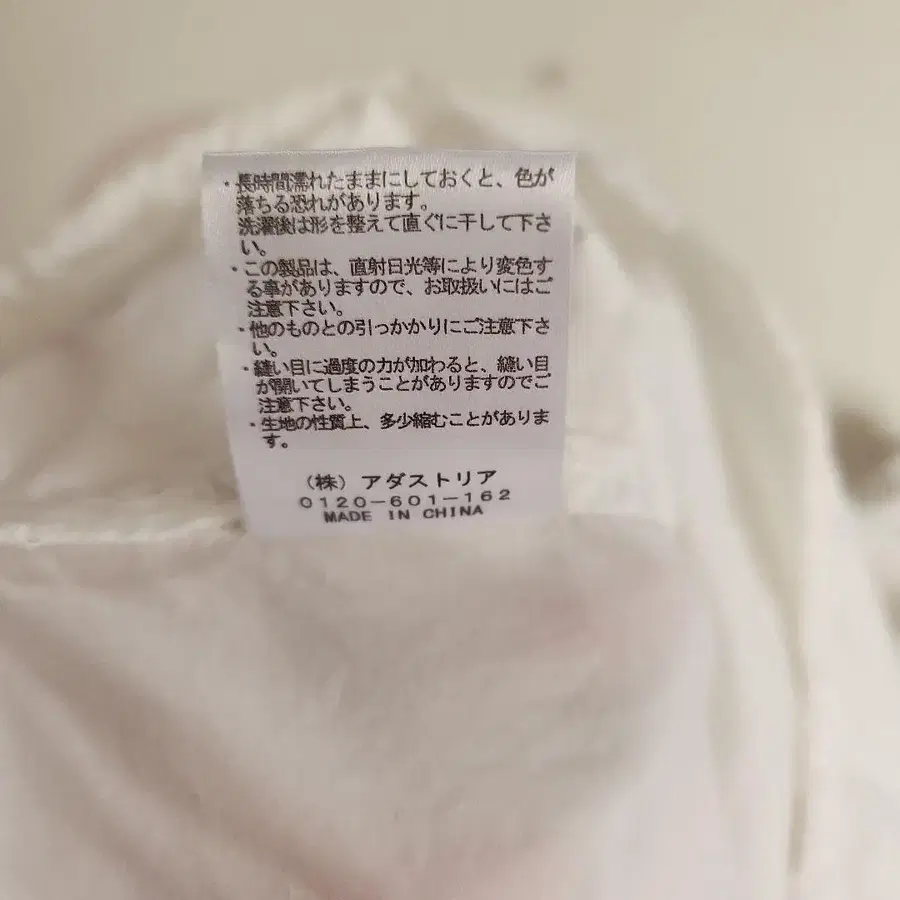 ・長時間濡れたままにしておくと、色が
落ちる恐れがあります。
洗濯後は形を整えて直ぐに干して下さ
い。
・この製品は、直射日光等により変色す
る事がありますので、お取扱いにはご
注意下さい。
・他のものとの引っかかりにご注意下さ
い。
・縫い目に過度の力が加わると、縫い目
が開いてしまうことがありますのでご
注意下さい。
・生地の性質上、多少縮むことがありま
す。
（株）アダストリア
0120-601-162
MADE IN CHINA